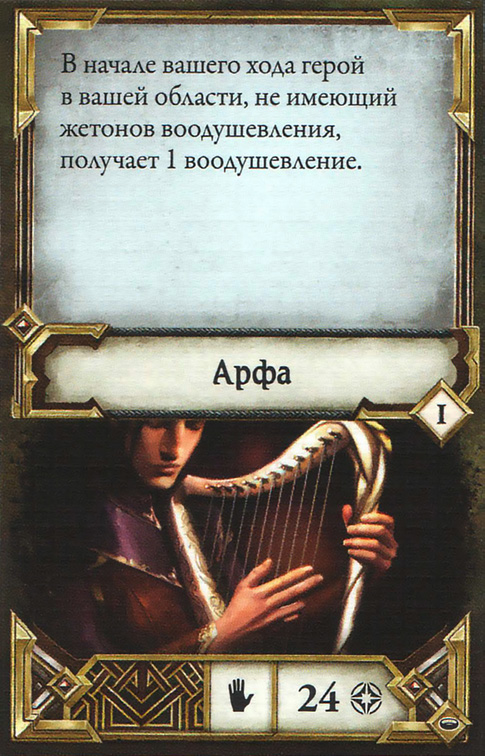 В начале вашего хода герой
в вашей области, не имеющий
жетонов воодушевления,
получает 1 воодушевление.
Арфа
I
24